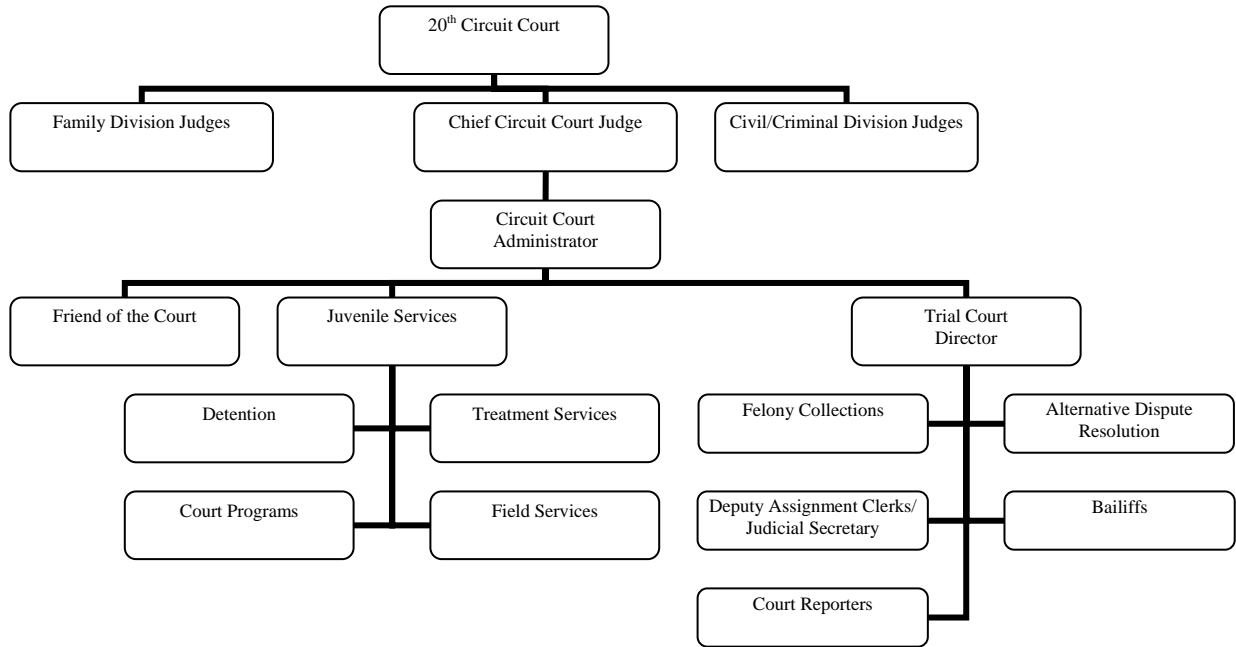 20th Circuit Court
Family Division Judges
Chief Circuit Court Judge
Civil/Criminal Division Judges
Circuit Court
Administrator
Friend of the Court
Juvenile Services
Trial Court
Director
Detention
Treatment Services
Felony Collections
Alternative Dispute
Resolution
Court Programs
Field Services
Deputy Assignment Clerks/
Judicial Secretary
Bailiffs
Court Reporters